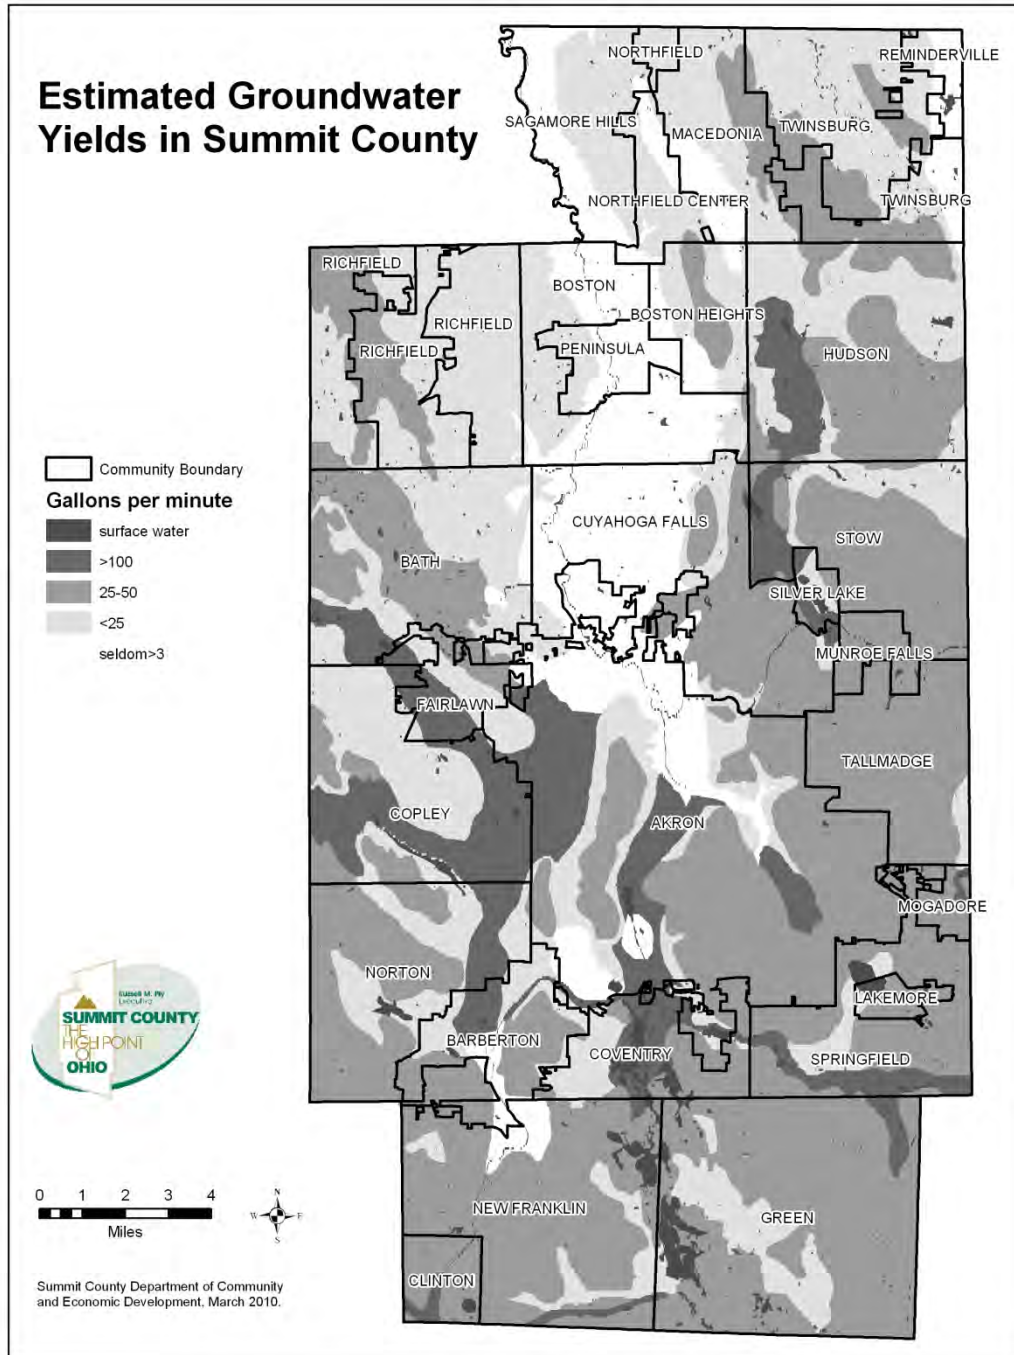 Estimated Groundwater
Yields in Summit County
NORTHFIELD
REMINDERVILLE
SAGAMORE HILLS
MACEDONIA
TWINSBURG
NORTHFIELD CENTER
TWINSBURG
RICHFIELD
BOSTON
RICHFIELD
BOSTON HEIGHTS
RICHFIELD
PENINSULA
HUDSON
Community Boundary
Gallons per minute
surface water
>100
25-50
<25
seldom>3
CUYAHOGA FALLS
STOW
BATH
SILVER LAKE
MUNROE FALLS
FAIRLAWN
TALLMADGE
COPLEY
AKRON
MOGADORE
NORTON
LAKEMORE
BARBERTON
COVENTRY
SPRINGFIELD
Russell M. Pry
Executive
SUMMIT COUNTY
THE
HIGH POINT
OF
OHIO
0 1 2 3 4
Miles
N
W E
S
NEW FRANKLIN
GREEN
CLINTON
Summit County Department of Community
and Economic Development, March 2010.